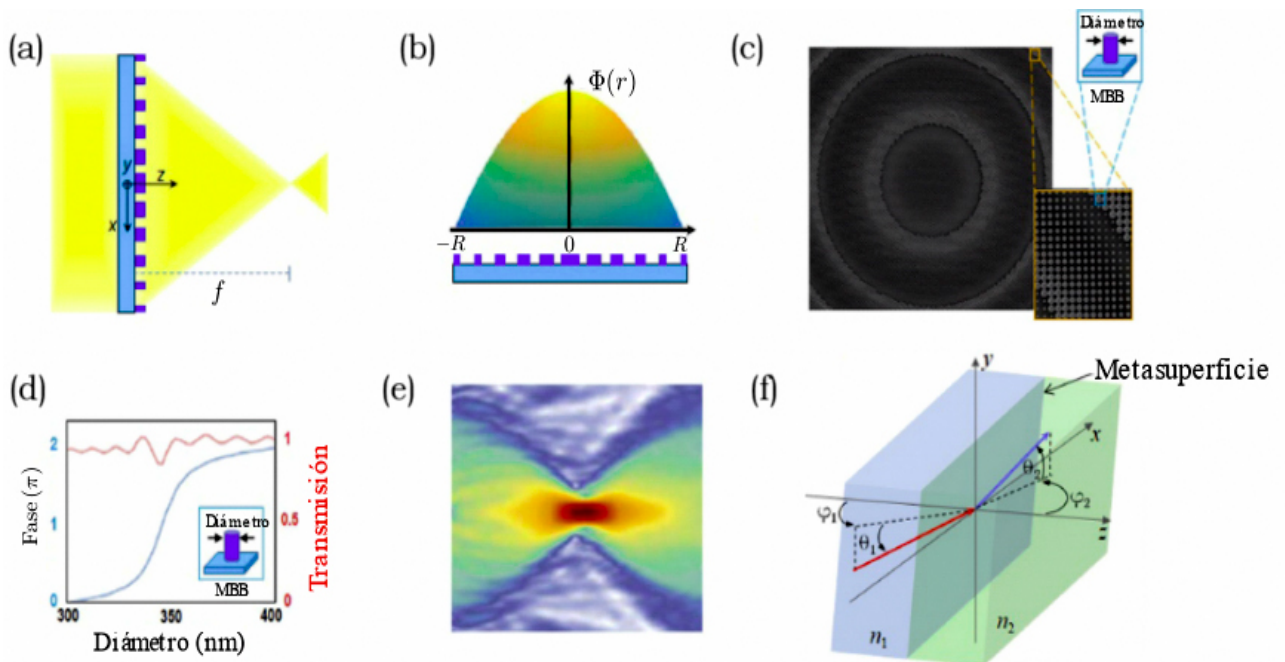 (a)
y
z
x
f
(b)
Φ(r)
−R
0
R
(c)
Diámetro
MBB
(d)
2
1
0
Fase (π)
1
0.5
0
Transmisión
Diámetro
MBB
300
350
400
Diámetro (nm)
(e)
(f)
y
Metasuperficie
x
θ₂
φ₂
φ₁
θ₁
n₁
n₂